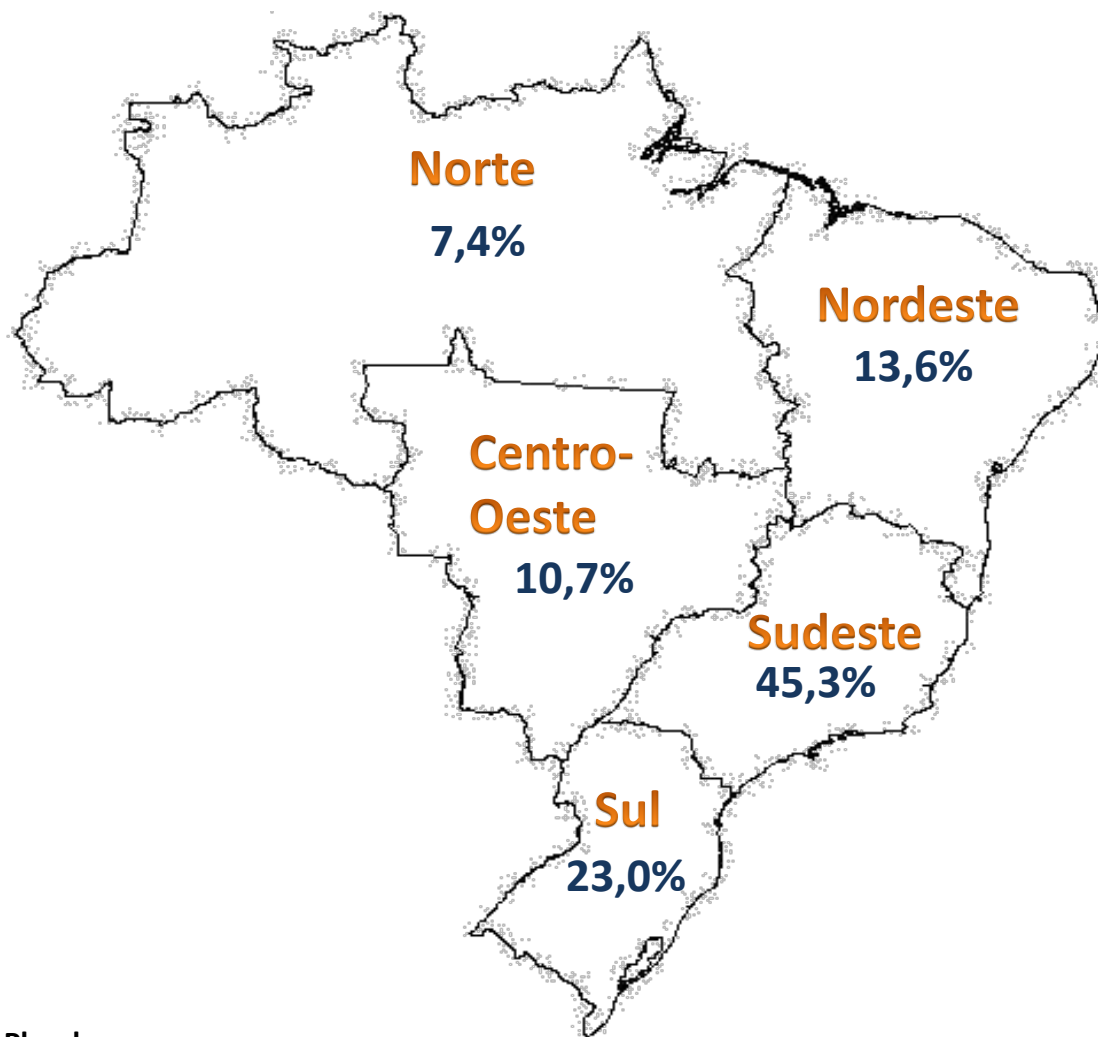 Norte
7,4%
Nordeste
13,6%
Centro-
Oeste
10,7%
Sudeste
45,3%
Sul
23,0%